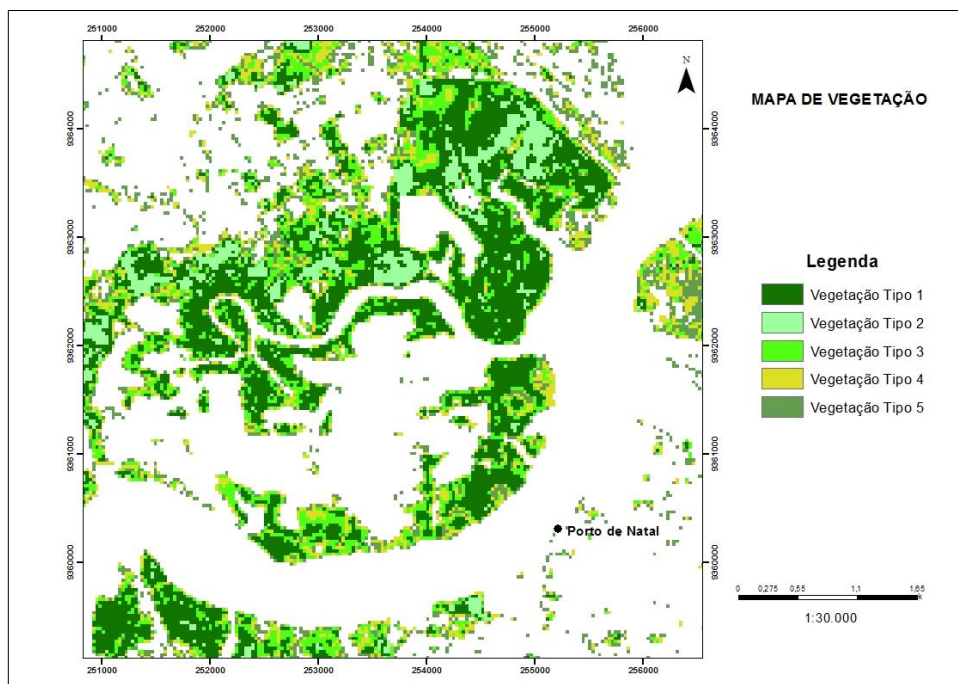 251000 252000 253000 254000 255000 256000
N
MAPA DE VEGETAÇÃO
9364000 9364000
9363000 9363000
9362000 9362000
9361000 9361000
9360000 9360000
Legenda
Vegetação Tipo 1
Vegetação Tipo 2
Vegetação Tipo 3
Vegetação Tipo 4
Vegetação Tipo 5
Porto de Natal
0 0,275 0,55 1,1 1,65
1:30.000
251000 252000 253000 254000 255000 256000